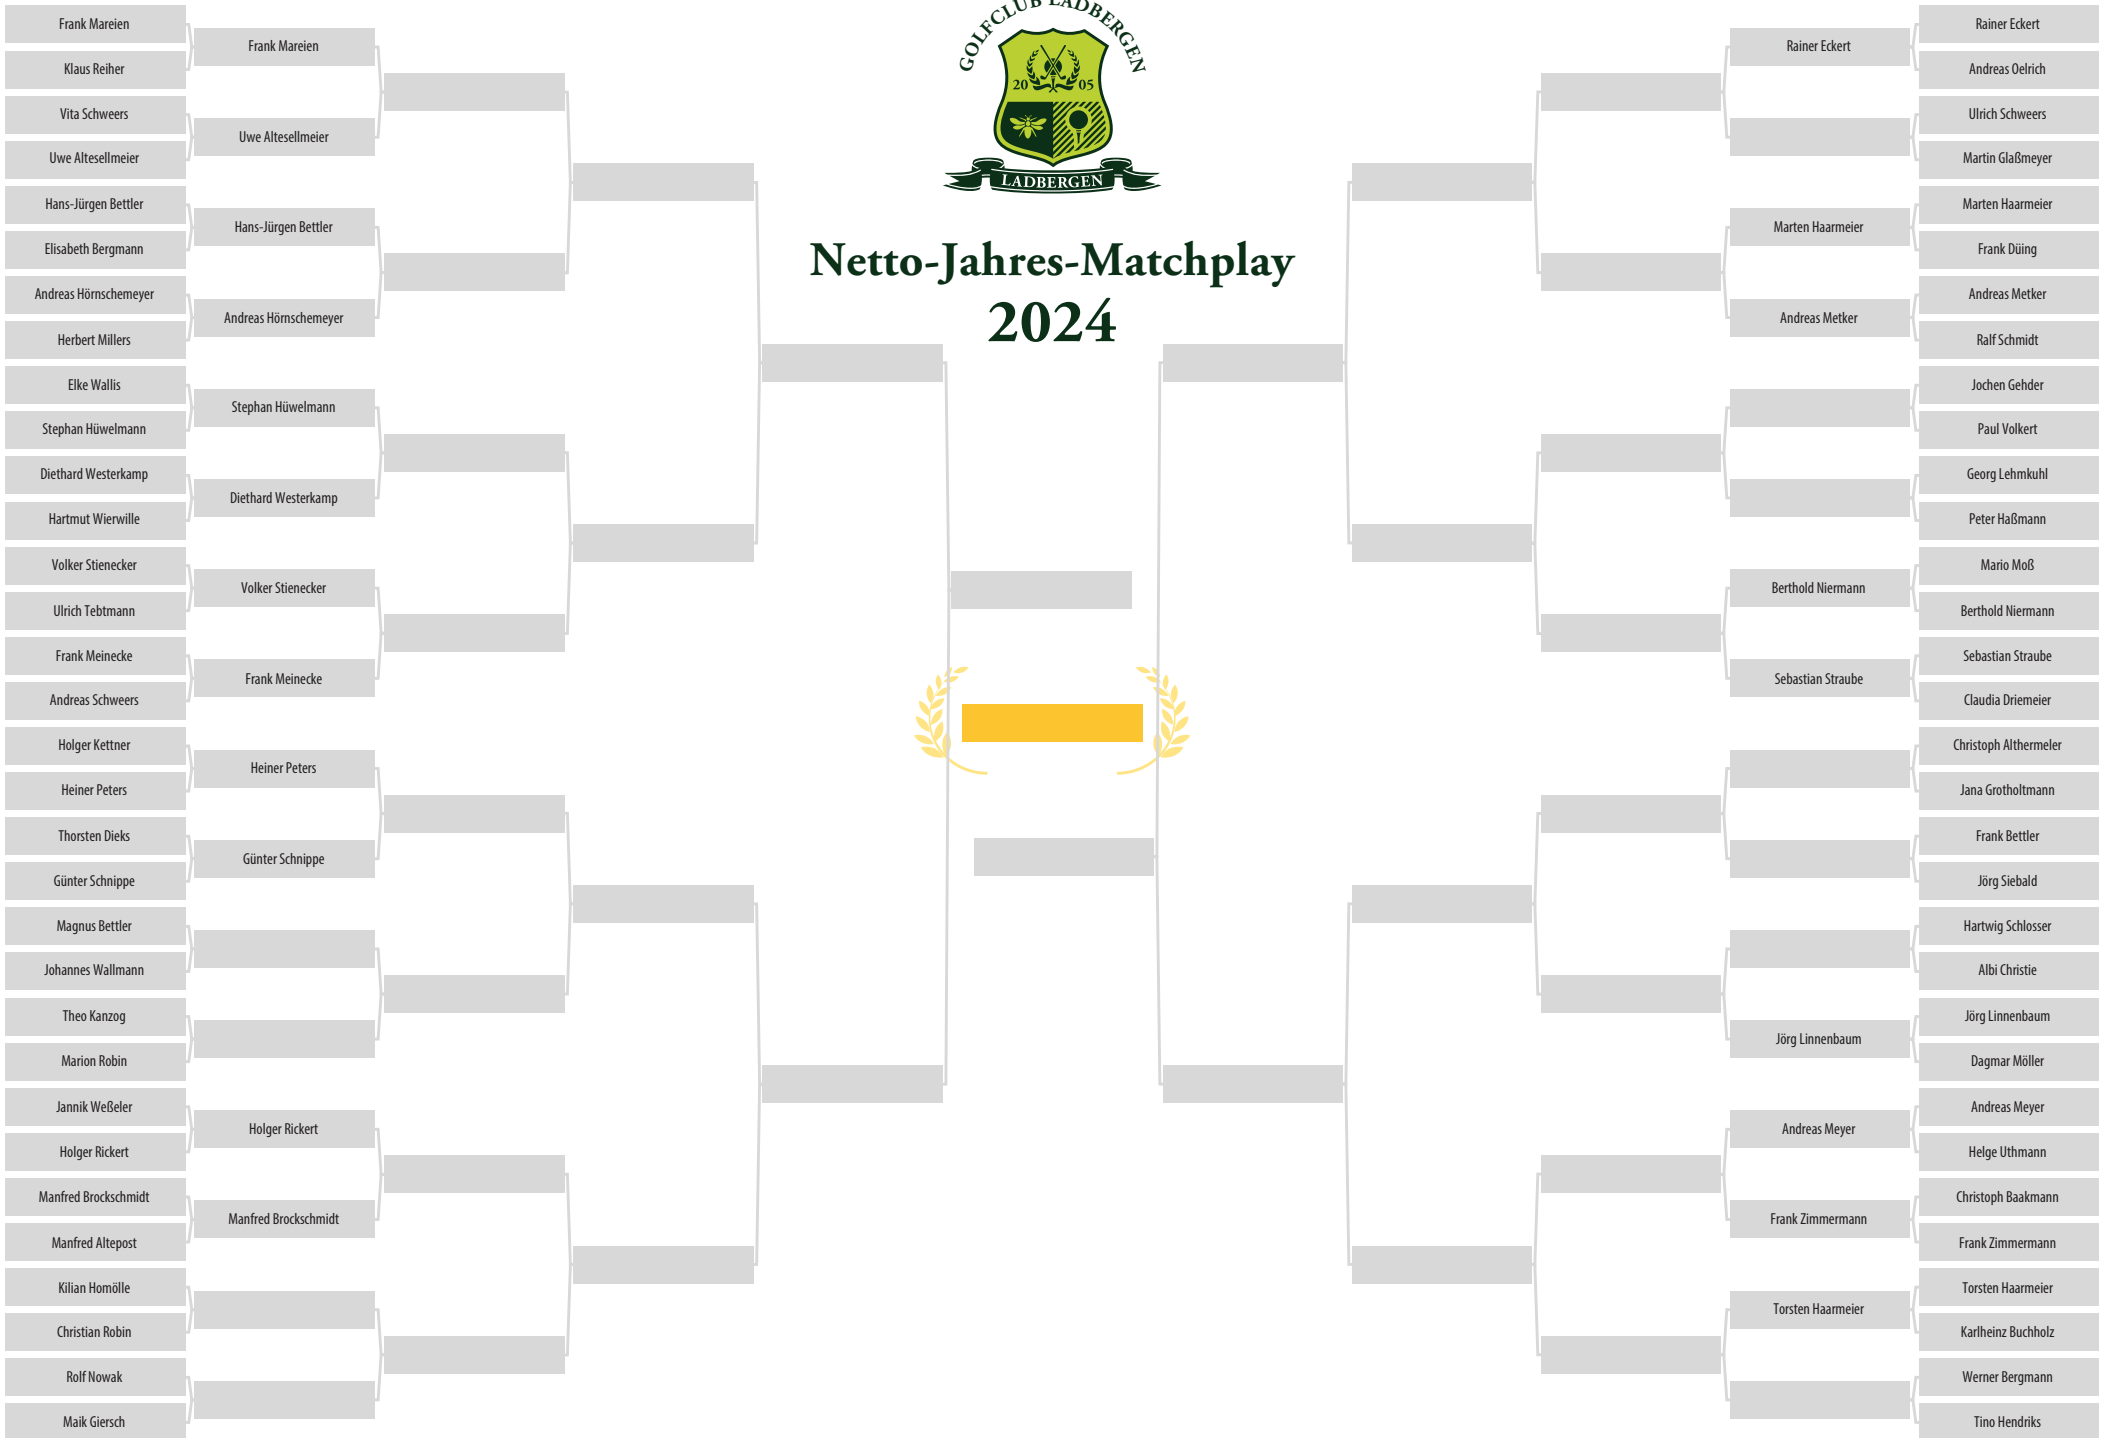 GOLFCLUB LADBERGEN
20 05
LADBERGEN
Netto-Jahres-Matchplay
2024
Frank Mareien
Klaus Reiher
Vita Schweers
Uwe Altesellmeier
Hans-Jürgen Bettler
Elisabeth Bergmann
Andreas Hörnschemeyer
Herbert Millers
Elke Wallis
Stephan Hüwelmann
Diethard Westerkamp
Hartmut Wierwille
Volker Stienecker
Ulrich Tebtmann
Frank Meinecke
Andreas Schweers
Holger Kettner
Heiner Peters
Thorsten Dieks
Günter Schnippe
Magnus Bettler
Johannes Wallmann
Theo Kanzog
Marion Robin
Jannik Weßeler
Holger Rickert
Manfred Brockschmidt
Manfred Altepost
Kilian Homölle
Christian Robin
Rolf Nowak
Maik Giersch
Frank Mareien
Uwe Altesellmeier
Hans-Jürgen Bettler
Andreas Hörnschemeyer
Stephan Hüwelmann
Diethard Westerkamp
Volker Stienecker
Frank Meinecke
Heiner Peters
Günter Schnippe
Holger Rickert
Manfred Brockschmidt
Rainer Eckert
Marten Haarmeier
Andreas Metker
Berthold Niermann
Sebastian Straube
Jörg Linnenbaum
Andreas Meyer
Frank Zimmermann
Torsten Haarmeier
Rainer Eckert
Andreas Oelrich
Ulrich Schweers
Martin Glaßmeyer
Marten Haarmeier
Frank Düing
Andreas Metker
Ralf Schmidt
Jochen Gehder
Paul Volkert
Georg Lehmkuhl
Peter Haßmann
Mario Moß
Berthold Niermann
Sebastian Straube
Claudia Driemeier
Christoph Althermeler
Jana Grotholtmann
Frank Bettler
Jörg Siebald
Hartwig Schlosser
Albi Christie
Jörg Linnenbaum
Dagmar Möller
Andreas Meyer
Helge Uthmann
Christoph Baakmann
Frank Zimmermann
Torsten Haarmeier
Karlheinz Buchholz
Werner Bergmann
Tino Hendriks